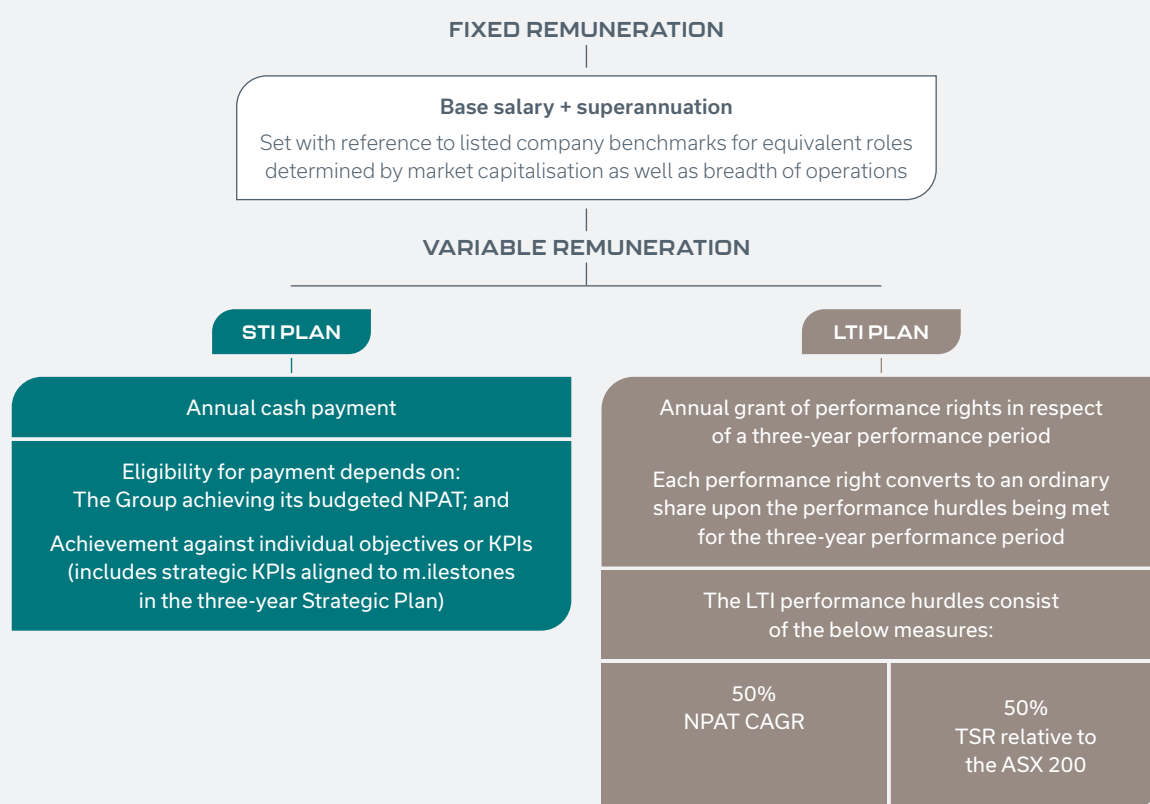 FIXED REMUNERATION
Base salary + superannuation
Set with reference to listed company benchmarks for equivalent roles
determined by market capitalisation as well as breadth of operations
VARIABLE REMUNERATION
STI PLAN
Annual cash payment
Eligibility for payment depends on:
The Group achieving its budgeted NPAT; and
Achievement against individual objectives or KPIs
(includes strategic KPIs aligned to m.ilestones
in the three-year Strategic Plan)
LTI PLAN
Annual grant of performance rights in respect
of a three-year performance period
Each performance right converts to an ordinary
share upon the performance hurdles being met
for the three-year performance period
The LTI performance hurdles consist
of the below measures:
50%
NPAT CAGR
50%
TSR relative to
the ASX 200